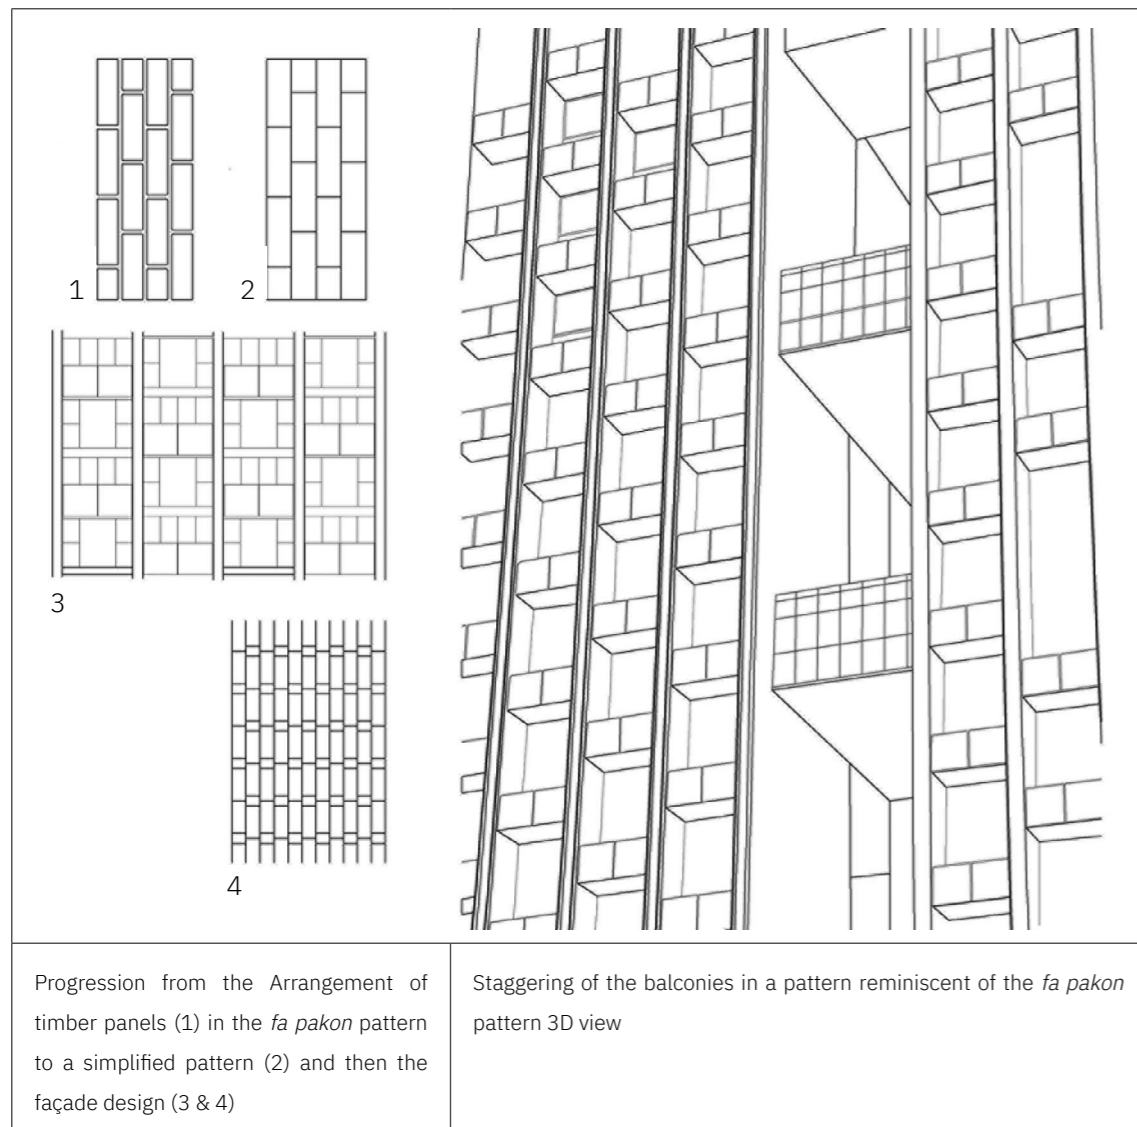 1
2
3
4
Progression from the Arrangement of
timber panels (1) in the fa pakon pattern
to a simplified pattern (2) and then the
façade design (3 & 4)
Staggering of the balconies in a pattern reminiscent of the fa pakon
pattern 3D view